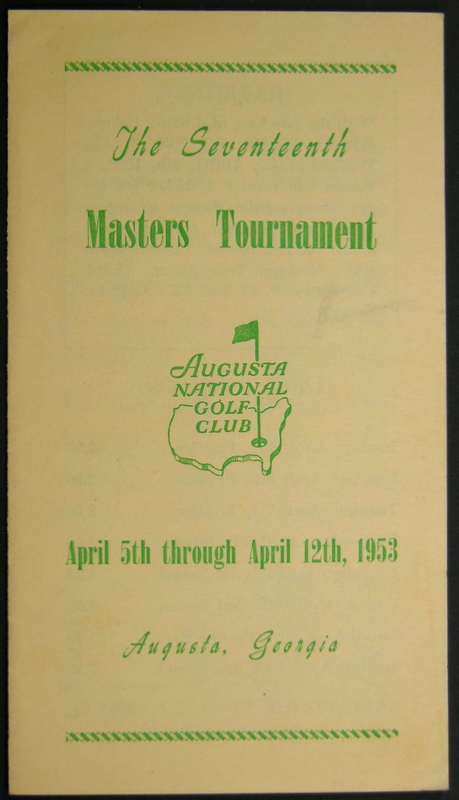 The Seventeenth
Masters Tournament
AUGUSTA
NATIONAL
GOLF
CLUB
April 5th through April 12th, 1953
Augusta, Georgia